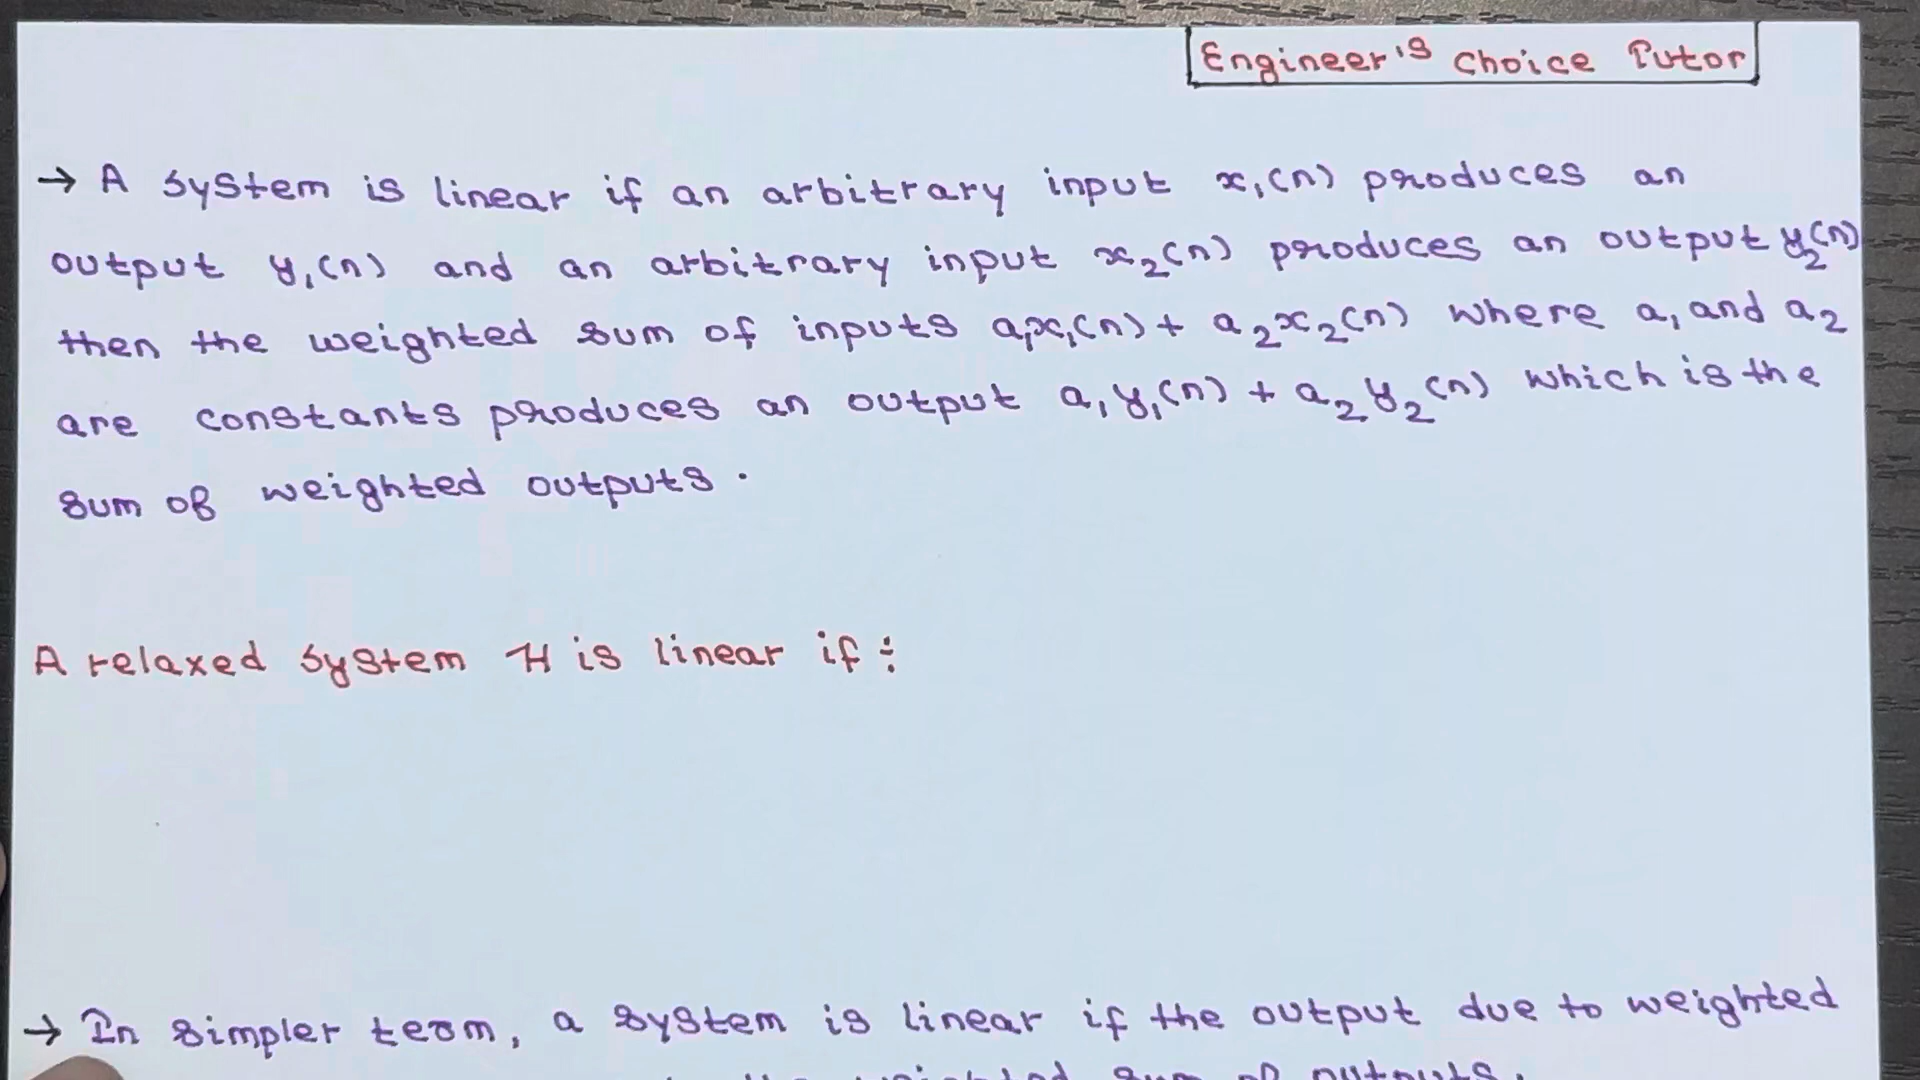 Engineer's Choice Tutor
→ A system is linear if an arbitrary input x₁(n) produces an
output y₁(n) and an arbitrary input x₂(n) produces an output y₂(n)
then the weighted sum of inputs a₁x₁(n) + a₂x₂(n) where a₁ and a₂
are constants produces an output a₁y₁(n) + a₂y₂(n) which is the
sum of weighted outputs.
A relaxed system H is linear if :
→ In simpler term, a system is linear if the output due to weighted
sum of outputs.